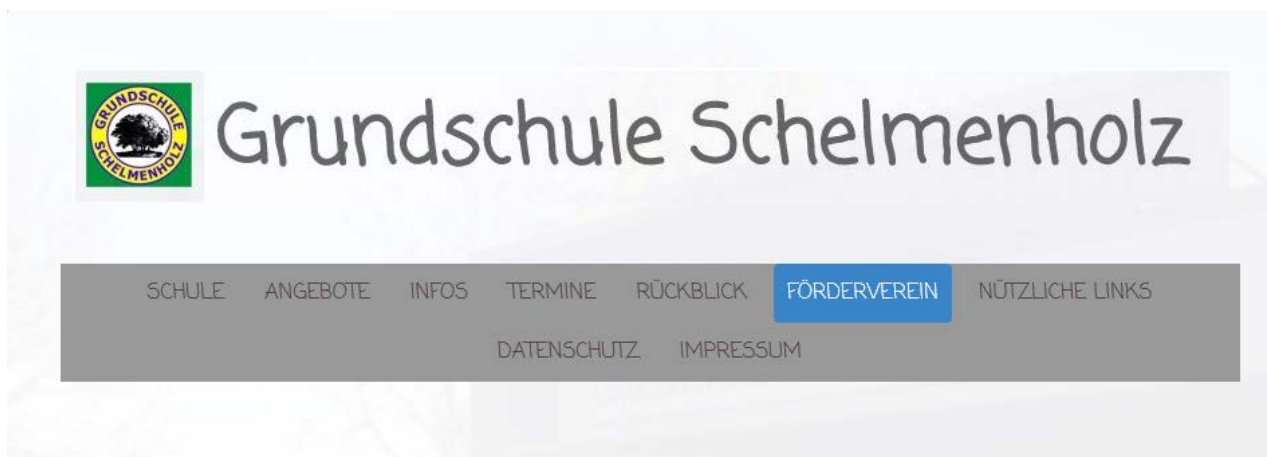 GRUNDSCHULE
SCHELMENHOLZ
Grundschule Schelmenholz
SCHULE ANGEBOTE INFOS TERMINE RÜCKBLICK FÖRDERVEREIN NÜTZLICHE LINKS
DATENSCHUTZ IMPRESSUM